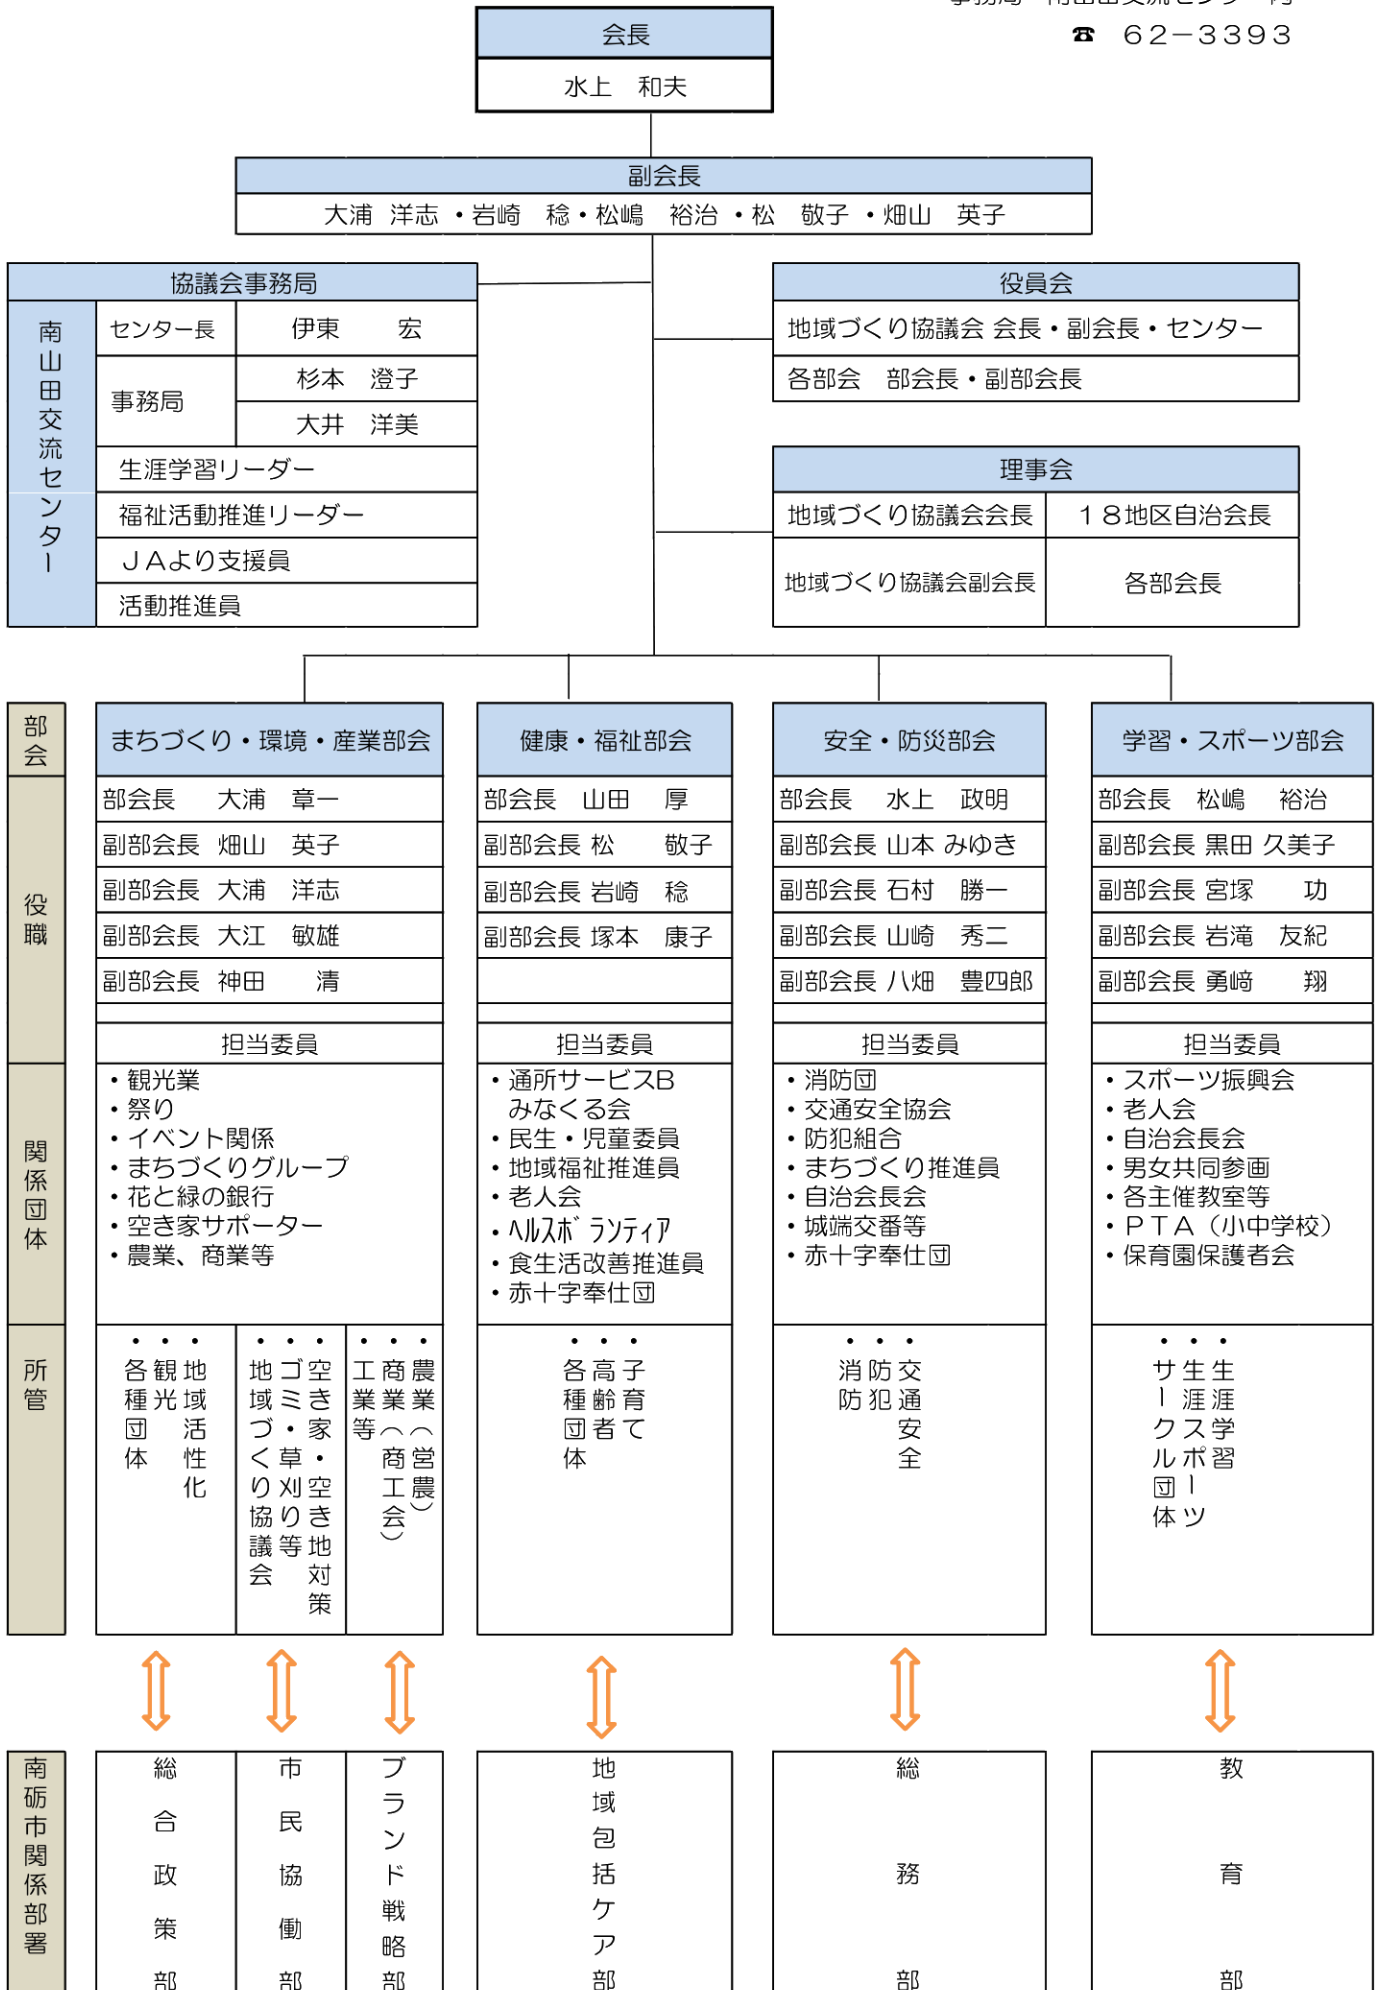 事務局　南山田交流センター内
☎　６２－３３９３
会長
水上　和夫
副会長
大浦 洋志 ・岩崎　稔・松嶋　裕治 ・松　敬子 ・畑山　英子
協議会事務局
南山田交流センター
センター長　伊東　　宏
事務局
杉本　澄子
大井　洋美
生涯学習リーダー
福祉活動推進リーダー
ＪＡより支援員
活動推進員
役員会
地域づくり協議会 会長・副会長・センター
各部会　部会長・副部会長
理事会
地域づくり協議会会長　１８地区自治会長
地域づくり協議会副会長　各部会長
部会
役職
関係団体
所管
南砺市関係部署
まちづくり・環境・産業部会
部会長　大浦　章一
副部会長　畑山　英子
副部会長　大浦　洋志
副部会長　大江　敏雄
副部会長　神田　　清
担当委員
・観光業
・祭り
・イベント関係
・まちづくりグループ
・花と緑の銀行
・空き家サポーター
・農業、商業等
・地域活性化
・観光
・各種団体
・空き家・空き地対策
・ゴミ・草刈り等
・地域づくり協議会
・農業（営農）
・商業（商工会）
・工業等
総合政策部
市民協働部
ブランド戦略部
健康・福祉部会
部会長　山田　厚
副部会長 松　　敬子
副部会長 岩崎　稔
副部会長 塚本　康子
担当委員
・通所サービスB
みなくる会
・民生・児童委員
・地域福祉推進員
・老人会
・ﾍﾙｽﾎﾞランティア
・食生活改善推進員
・赤十字奉仕団
・子育て
・高齢者
・各種団体
地域包括ケア部
安全・防災部会
部会長　水上　政明
副部会長 山本 みゆき
副部会長 石村　勝一
副部会長 山崎　秀二
副部会長 八畑　豊四郎
担当委員
・消防団
・交通安全協会
・防犯組合
・まちづくり推進員
・自治会長会
・城端交番等
・赤十字奉仕団
・交通安全
・防犯
・消防
総務部
学習・スポーツ部会
部会長　松嶋　裕治
副部会長 黒田 久美子
副部会長 宮塚　　功
副部会長 岩滝　友紀
副部会長 勇﨑　　翔
担当委員
・スポーツ振興会
・老人会
・自治会長会
・男女共同参画
・各主催教室等
・ＰＴＡ（小中学校）
・保育園保護者会
・生涯学習
・生涯スポーツ
・サークル団体
教育部